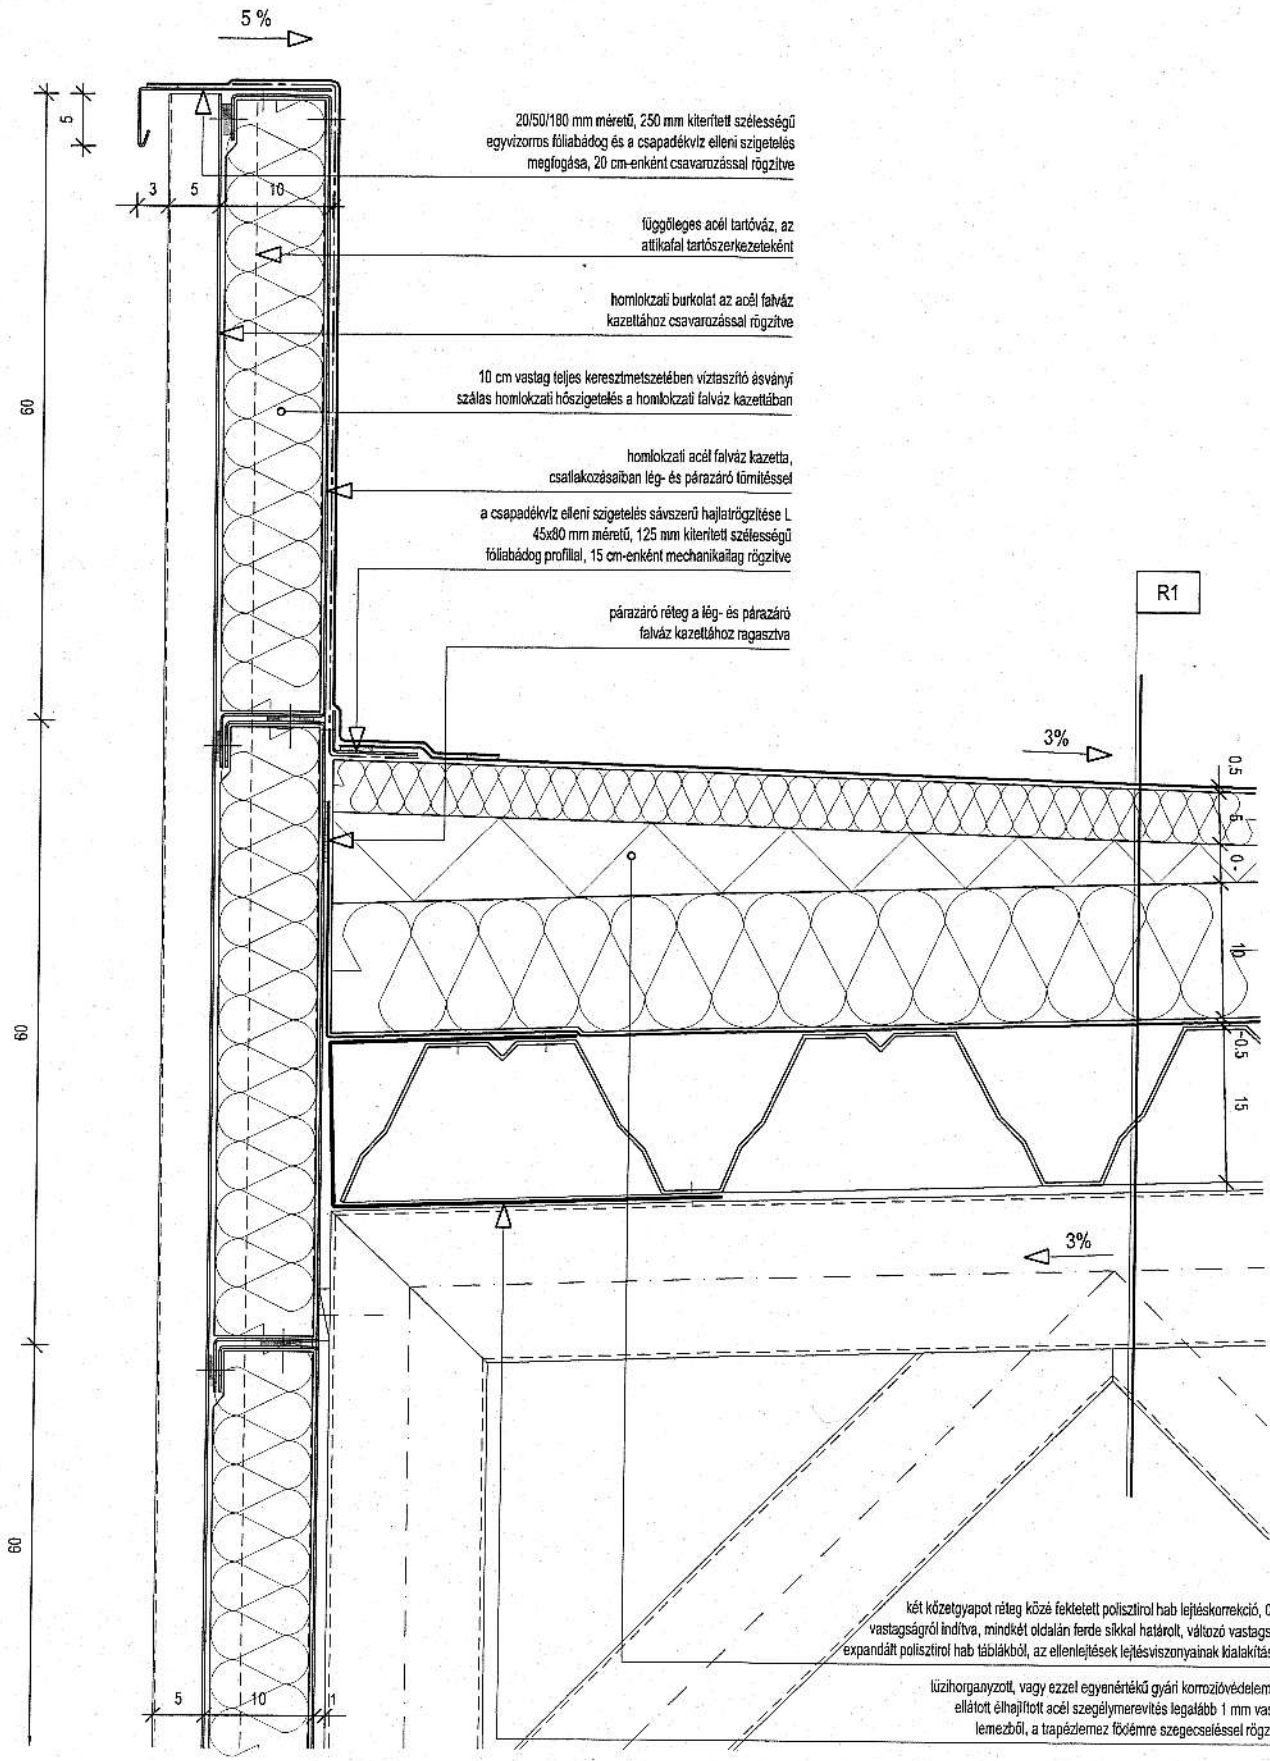 5 %
5
3
5
10
20/50/180 mm méretű, 250 mm kiterített szélességű
egyvízorros fóliabádog és a csapadékvíz elleni szigetelés
megfogása, 20 cm-enként csavarozással rögzítve
függőleges acél tartóváz, az
attikafal tartószerkezeteként
homlokzati burkolat az acél falváz
kazettához csavarozással rögzítve
60
10 cm vastag teljes keresztmetszetében víztaszító ásványi
szálas homlokzati hőszigetelés a homlokzati falváz kazettában
homlokzati acél falváz kazetta,
csatlakozásaiban lég- és párazáró tömítéssel
a csapadékvíz elleni szigetelés sávszerű hajlatrögzítése L
45x80 mm méretű, 125 mm kiterített szélességű
fóliabádog profillal, 15 cm-enként mechanikailag rögzítve
R1
párazáró réteg a lég- és párazáró
falváz kazettához ragasztva
3%
0.5
5
0 -
10
60
~0.5
15
3%
60
két kőzetgyapot réteg közé fektetett polisztirol hab lejtéskorrekció, 0
vastagságról indítva, mindkét oldalán ferde síkkal határolt, változó vastags
expandált polisztirol hab táblákból, az ellenlejtések lejtésviszonyainak kialakítás
5
10
1
tűzihorganyzott, vagy ezzel egyenértékű gyári korrozióvédelem
ellátott élhajlított acél szegélymerevítés legalább 1 mm vas
lemezből, a trapézlemez födémre szegecseléssel rögz